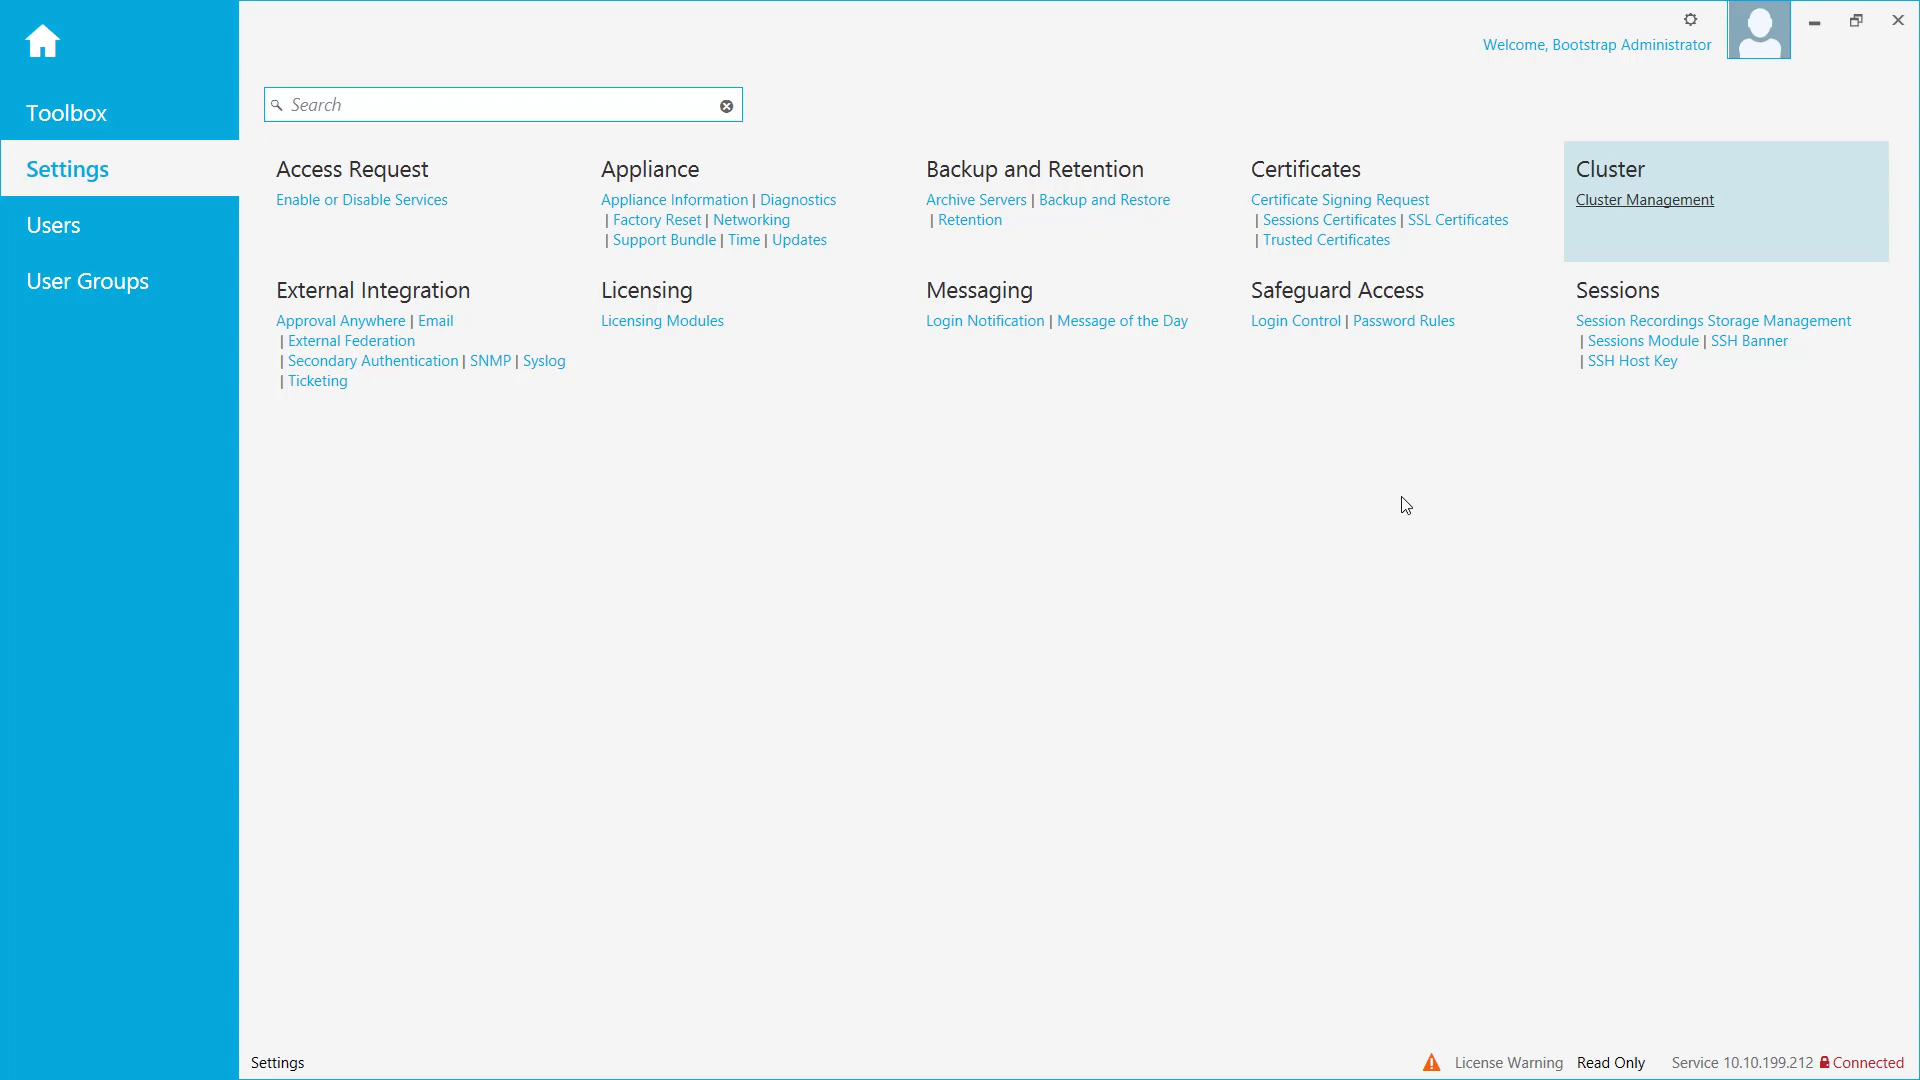 Welcome, Bootstrap Administrator
Toolbox
Settings
Users
User Groups
Search
Access Request
Enable or Disable Services
Appliance
Appliance Information | Diagnostics
| Factory Reset | Networking
| Support Bundle | Time | Updates
Backup and Retention
Archive Servers | Backup and Restore
| Retention
Certificates
Certificate Signing Request
| Sessions Certificates | SSL Certificates
| Trusted Certificates
Cluster
Cluster Management
External Integration
Approval Anywhere | Email
| External Federation
| Secondary Authentication | SNMP | Syslog
| Ticketing
Licensing
Licensing Modules
Messaging
Login Notification | Message of the Day
Safeguard Access
Login Control | Password Rules
Sessions
Session Recordings Storage Management
| Sessions Module | SSH Banner
| SSH Host Key
Settings
License Warning Read Only Service 10.10.199.212 Connected